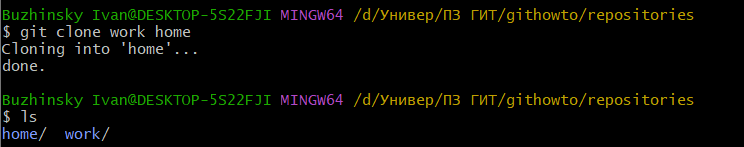 Buzhinsky Ivan@DESKTOP-5S22FJI MINGW64 /d/Универ/ПЗ ГИТ/githowto/repositories
$ git clone work home
Cloning into 'home'...
done.
Buzhinsky Ivan@DESKTOP-5S22FJI MINGW64 /d/Универ/ПЗ ГИТ/githowto/repositories
$ ls
home/  work/